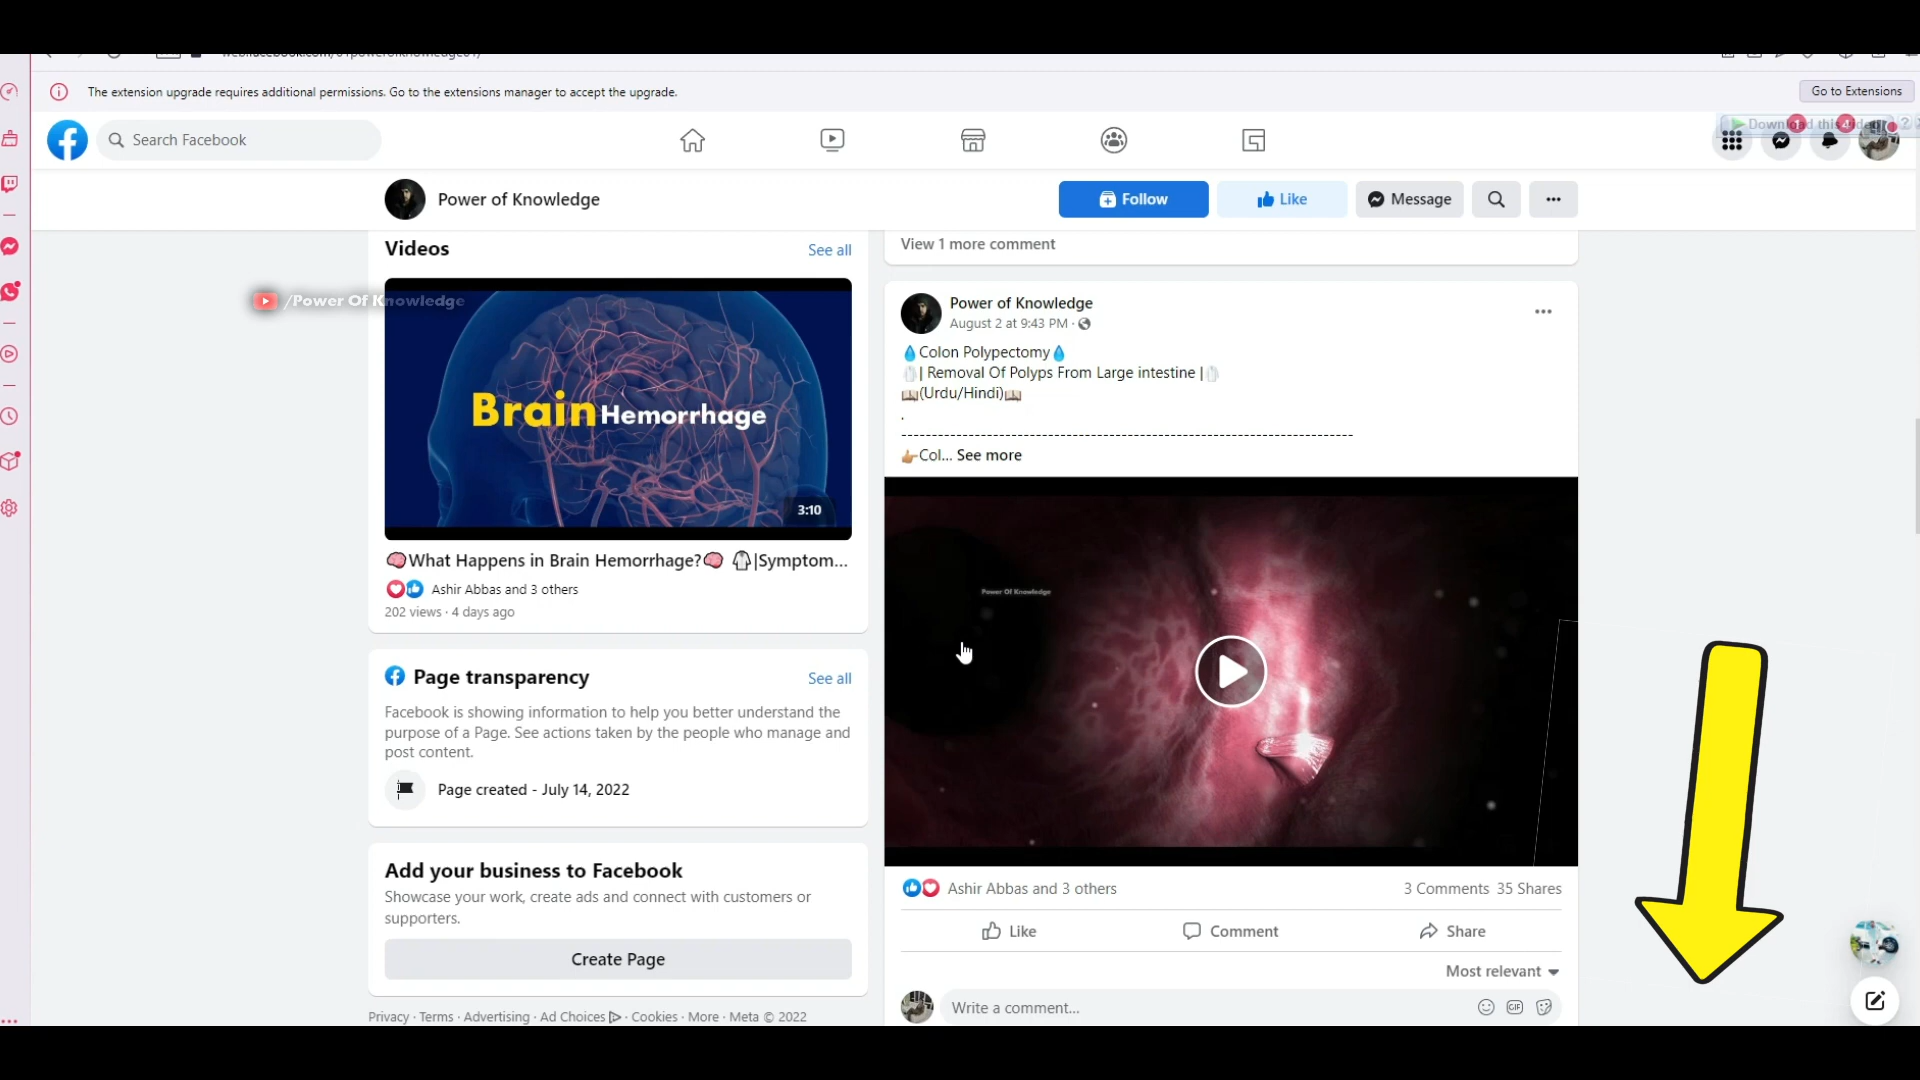 The extension upgrade requires additional permissions. Go to the extensions manager to accept the upgrade.
Go to Extensions
Search Facebook
Download this video
?
Power of Knowledge
Follow
Like
Message
Videos
See all
/Power Of Knowledge
Brain Hemorrhage
3:10
🧠What Happens in Brain Hemorrhage?🧠 🥼|Symptom...
Ashir Abbas and 3 others
202 views · 4 days ago
Page transparency
See all
Facebook is showing information to help you better understand the
purpose of a Page. See actions taken by the people who manage and
post content.
Page created - July 14, 2022
Add your business to Facebook
Showcase your work, create ads and connect with customers or
supporters.
Create Page
Privacy · Terms · Advertising · Ad Choices · Cookies · More · Meta © 2022
View 1 more comment
Power of Knowledge
August 2 at 9:43 PM ·
💧Colon Polypectomy💧
🥼| Removal Of Polyps From Large intestine |🥼
📖(Urdu/Hindi)📖
.
---------------------------------------------------------------------------
👉🏽Col... See more
Power Of Knowledge
Ashir Abbas and 3 others
3 Comments 35 Shares
Like
Comment
Share
Most relevant
Write a comment...
GIF